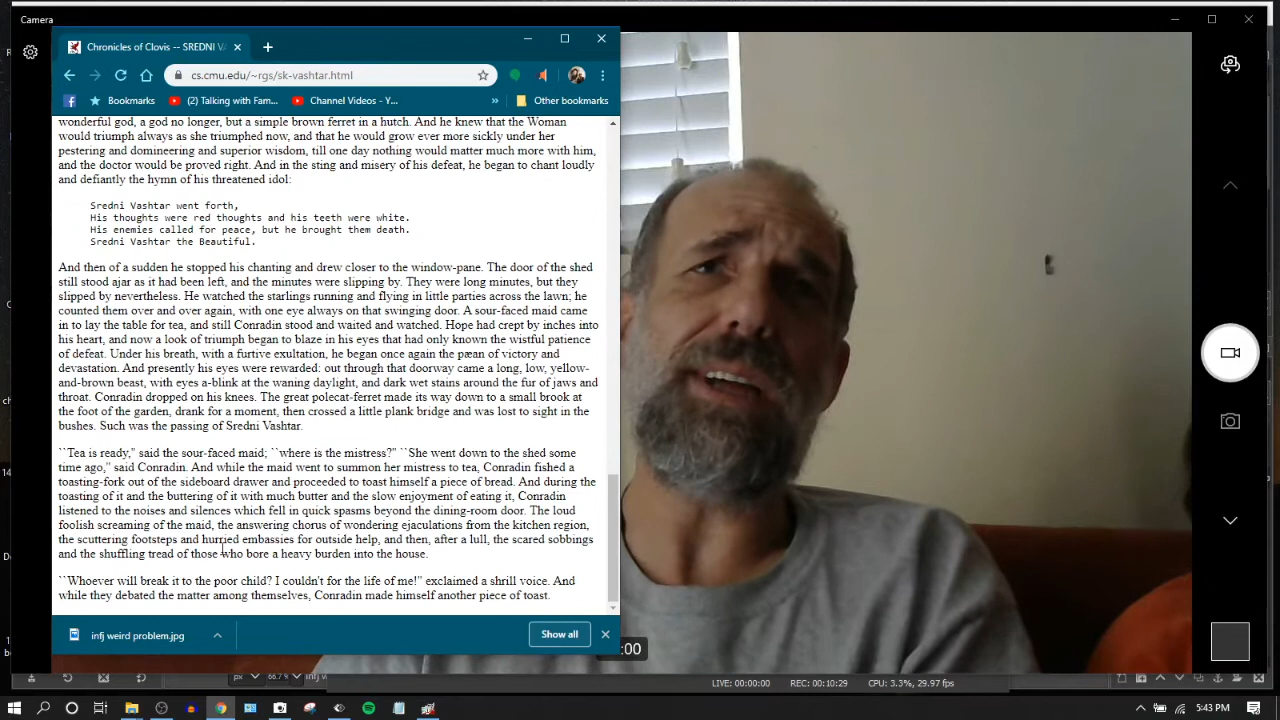 Camera
Chronicles of Clovis -- SREDNI VA
cs.cmu.edu/~rgs/sk-vashtar.html
Bookmarks
(2) Talking with Fam...
Channel Videos - Y...
»
Other bookmarks
wonderful god, a god no longer, but a simple brown ferret in a hutch. And he knew that the Woman
would triumph always as she triumphed now, and that he would grow ever more sickly under her
pestering and domineering and superior wisdom, till one day nothing would matter much more with him,
and the doctor would be proved right. And in the sting and misery of his defeat, he began to chant loudly
and defiantly the hymn of his threatened idol:
Sredni Vashtar went forth,
His thoughts were red thoughts and his teeth were white.
His enemies called for peace, but he brought them death.
Sredni Vashtar the Beautiful.
And then of a sudden he stopped his chanting and drew closer to the window-pane. The door of the shed
still stood ajar as it had been left, and the minutes were slipping by. They were long minutes, but they
slipped by nevertheless. He watched the starlings running and flying in little parties across the lawn; he
counted them over and over again, with one eye always on that swinging door. A sour-faced maid came
in to lay the table for tea, and still Conradin stood and waited and watched. Hope had crept by inches into
his heart, and now a look of triumph began to blaze in his eyes that had only known the wistful patience
of defeat. Under his breath, with a furtive exultation, he began once again the pæan of victory and
devastation. And presently his eyes were rewarded: out through that doorway came a long, low, yellow-
and-brown beast, with eyes a-blink at the waning daylight, and dark wet stains around the fur of jaws and
throat. Conradin dropped on his knees. The great polecat-ferret made its way down to a small brook at
the foot of the garden, drank for a moment, then crossed a little plank bridge and was lost to sight in the
bushes. Such was the passing of Sredni Vashtar.
``Tea is ready,'' said the sour-faced maid; ``where is the mistress?'' ``She went down to the shed some
time ago,'' said Conradin. And while the maid went to summon her mistress to tea, Conradin fished a
toasting-fork out of the sideboard drawer and proceeded to toast himself a piece of bread. And during the
toasting of it and the buttering of it with much butter and the slow enjoyment of eating it, Conradin
listened to the noises and silences which fell in quick spasms beyond the dining-room door. The loud
foolish screaming of the maid, the answering chorus of wondering ejaculations from the kitchen region,
the scuttering footsteps and hurried embassies for outside help, and then, after a lull, the scared sobbings
and the shuffling tread of those who bore a heavy burden into the house.
``Whoever will break it to the poor child? I couldn't for the life of me!'' exclaimed a shrill voice. And
while they debated the matter among themselves, Conradin made himself another piece of toast.
infj weird problem.jpg
Show all
:00
px
66.7 %
infj v
LIVE: 00:00:00
REC: 00:10:29
CPU: 3.3%, 29.97 fps
5:43 PM